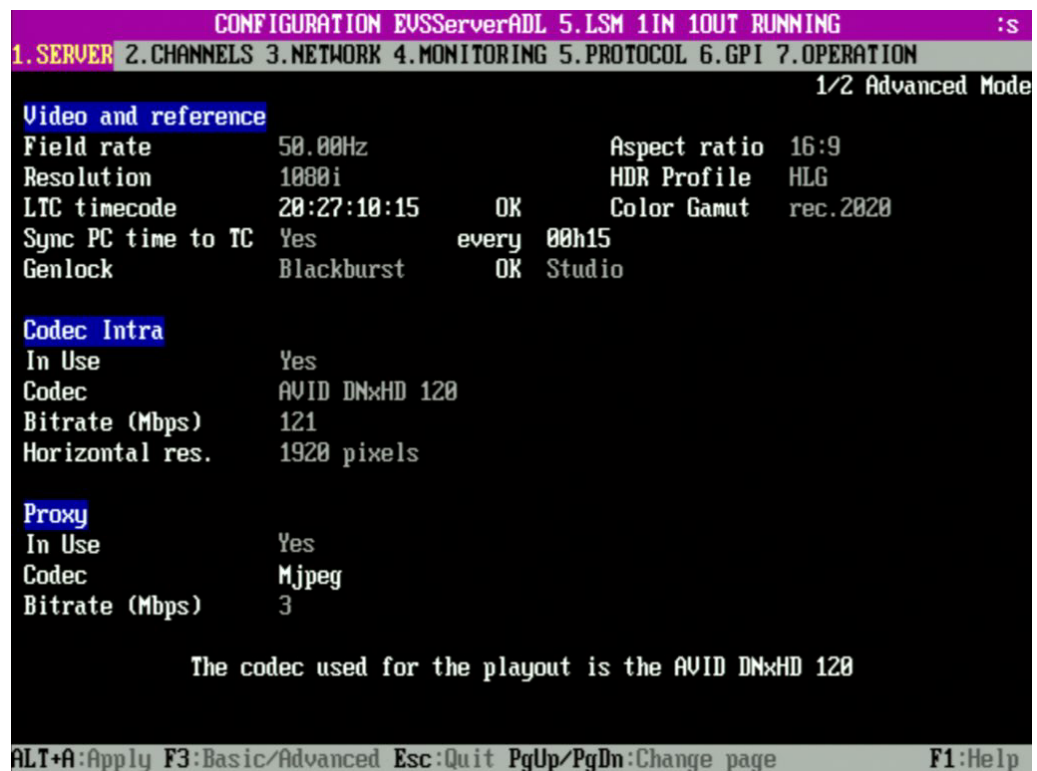 CONFIGURATION EVSServerADL 5.LSM 1IN 1OUT RUNNING :s
1.SERVER 2.CHANNELS 3.NETWORK 4.MONITORING 5.PROTOCOL 6.GPI 7.OPERATION
1/2 Advanced Mode
Video and reference
Field rate 50.00Hz Aspect ratio 16:9
Resolution 1080i HDR Profile HLG
LTC timecode 20:27:10:15 OK Color Gamut rec.2020
Sync PC time to TC Yes every 00h15
Genlock Blackburst OK Studio
Codec Intra
In Use Yes
Codec AVID DNxHD 120
Bitrate (Mbps) 121
Horizontal res. 1920 pixels
Proxy
In Use Yes
Codec Mjpeg
Bitrate (Mbps) 3
The codec used for the playout is the AVID DNxHD 120
ALT+A:Apply F3:Basic/Advanced Esc:Quit PgUp/PgDn:Change page F1:Help